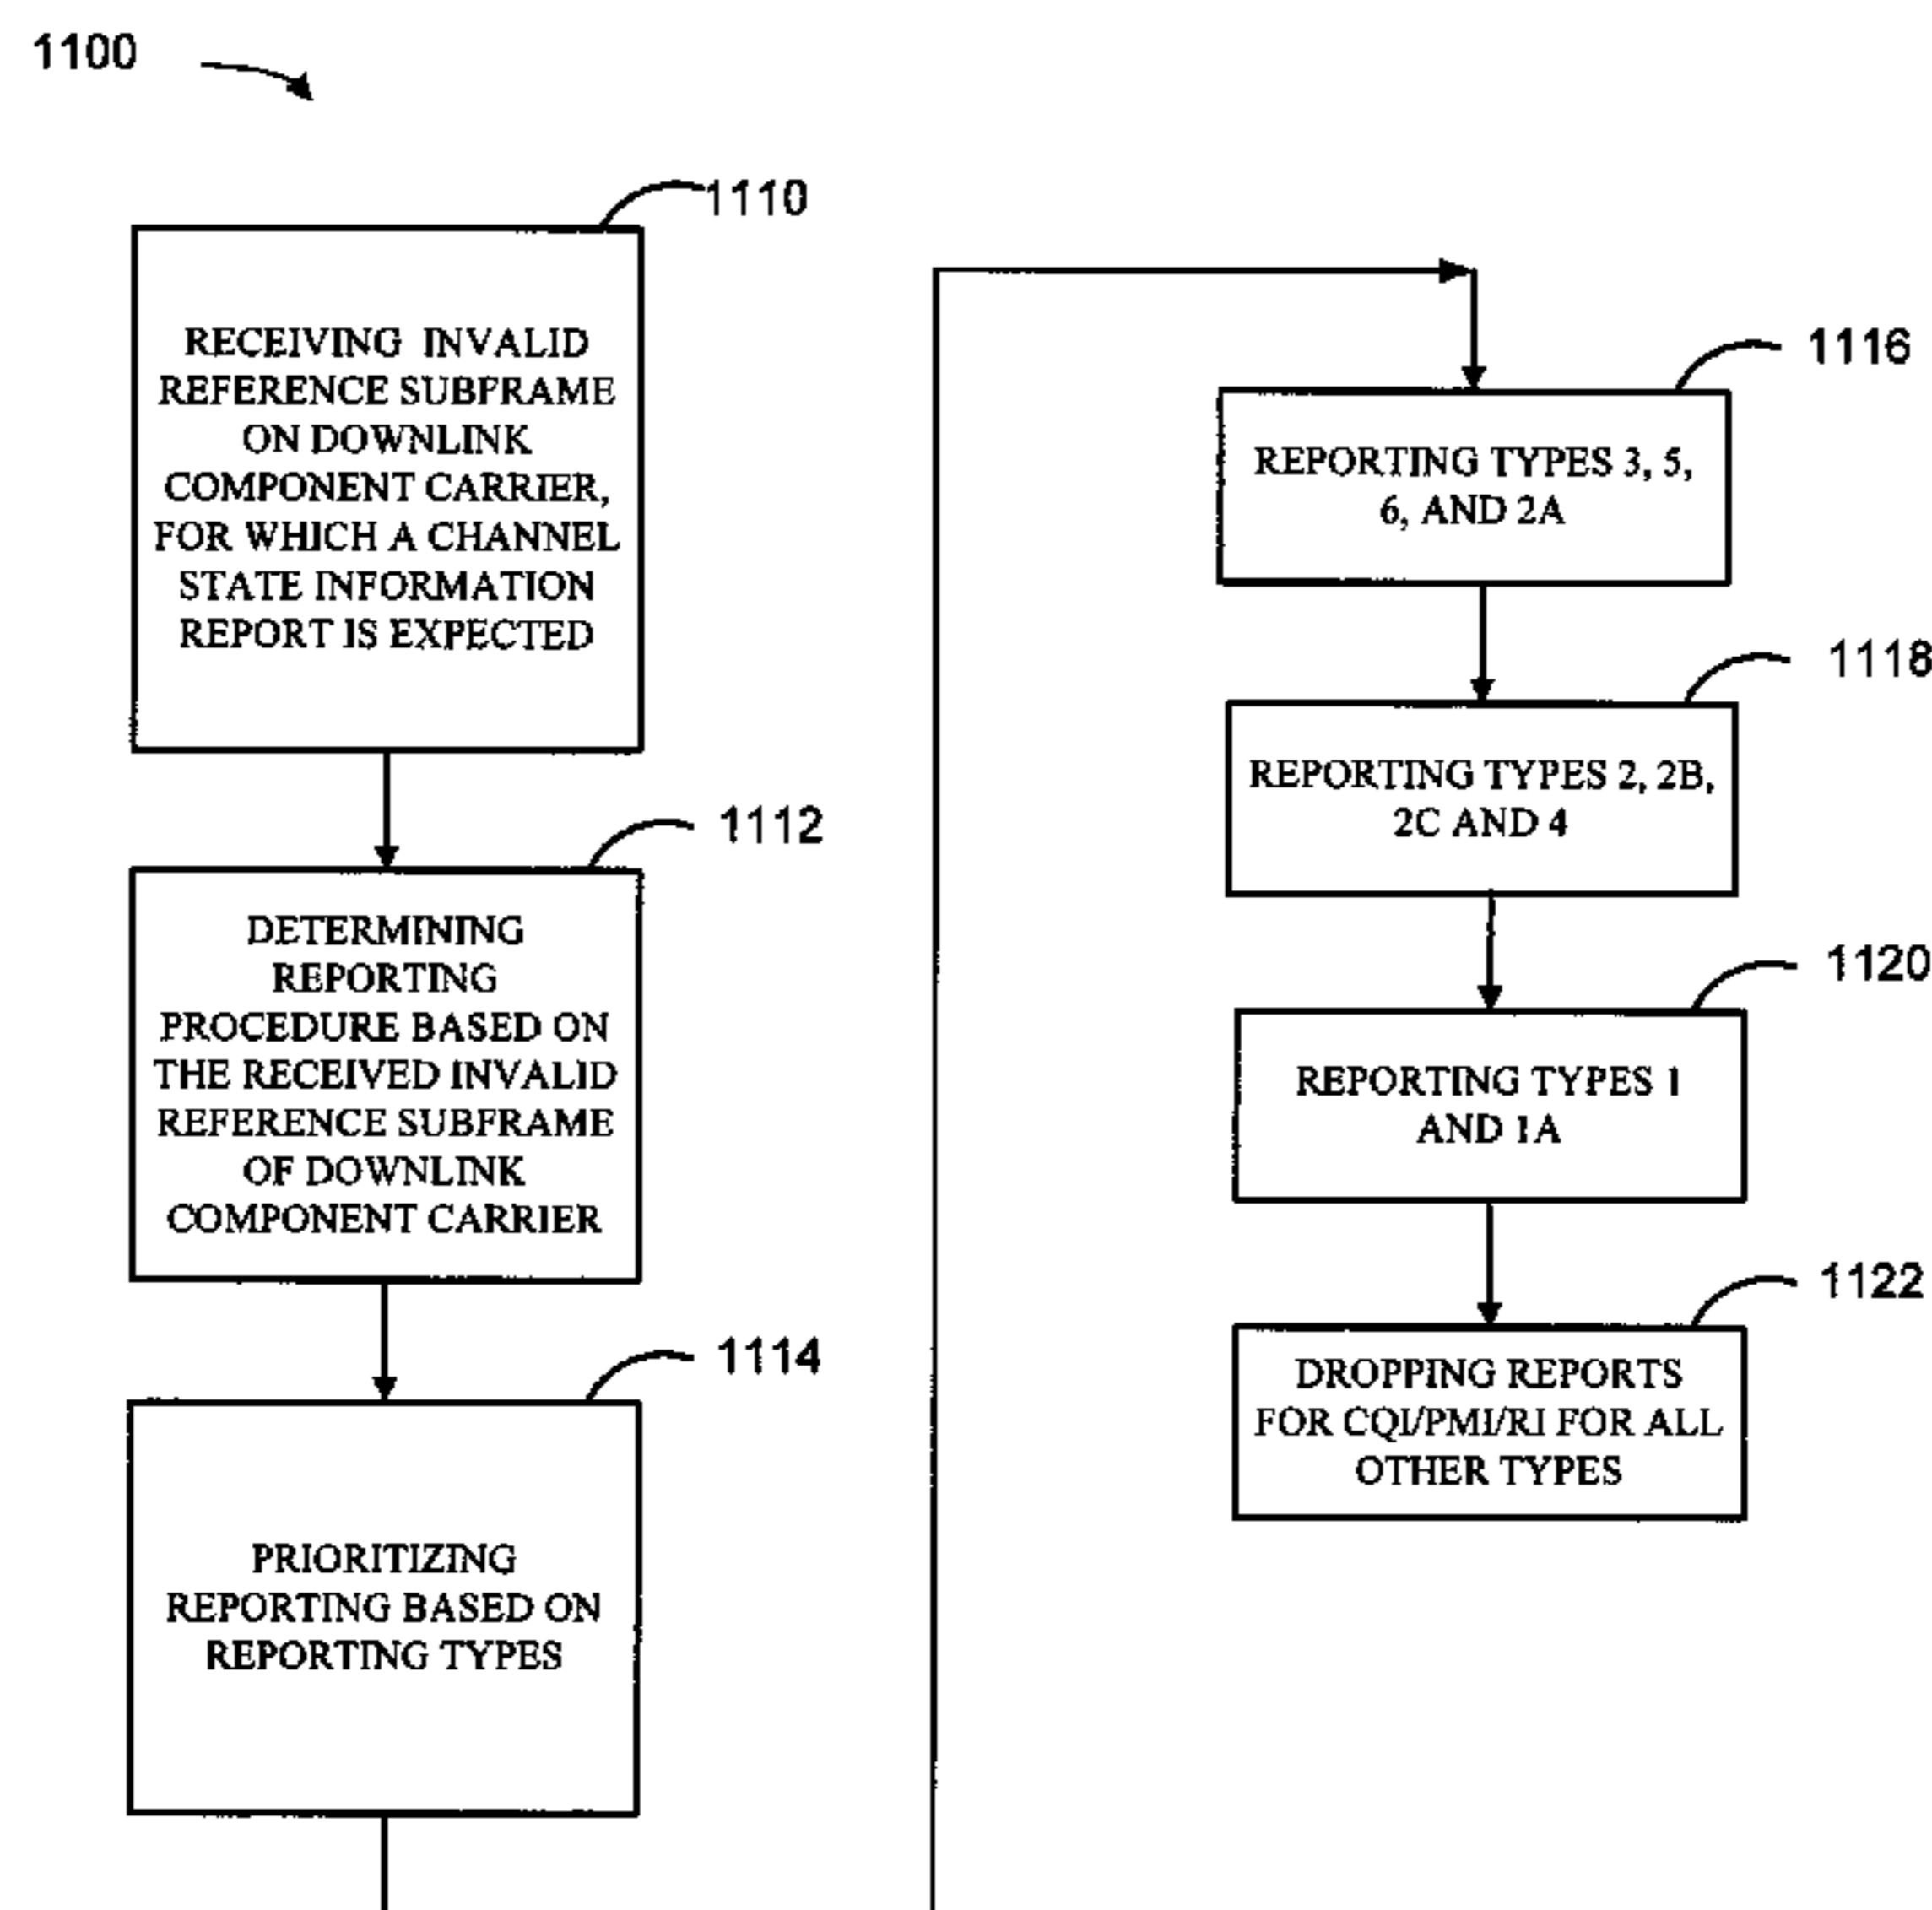 1100
1110
RECEIVING INVALID
REFERENCE SUBFRAME
ON DOWNLINK
COMPONENT CARRIER,
FOR WHICH A CHANNEL
STATE INFORMATION
REPORT IS EXPECTED
1112
DETERMINING
REPORTING
PROCEDURE BASED ON
THE RECEIVED INVALID
REFERENCE SUBFRAME
OF DOWNLINK
COMPONENT CARRIER
1114
PRIORITIZING
REPORTING BASED ON
REPORTING TYPES
1116
REPORTING TYPES 3, 5,
6, AND 2A
1118
REPORTING TYPES 2, 2B,
2C AND 4
1120
REPORTING TYPES 1
AND 1A
1122
DROPPING REPORTS
FOR CQI/PMI/RI FOR ALL
OTHER TYPES